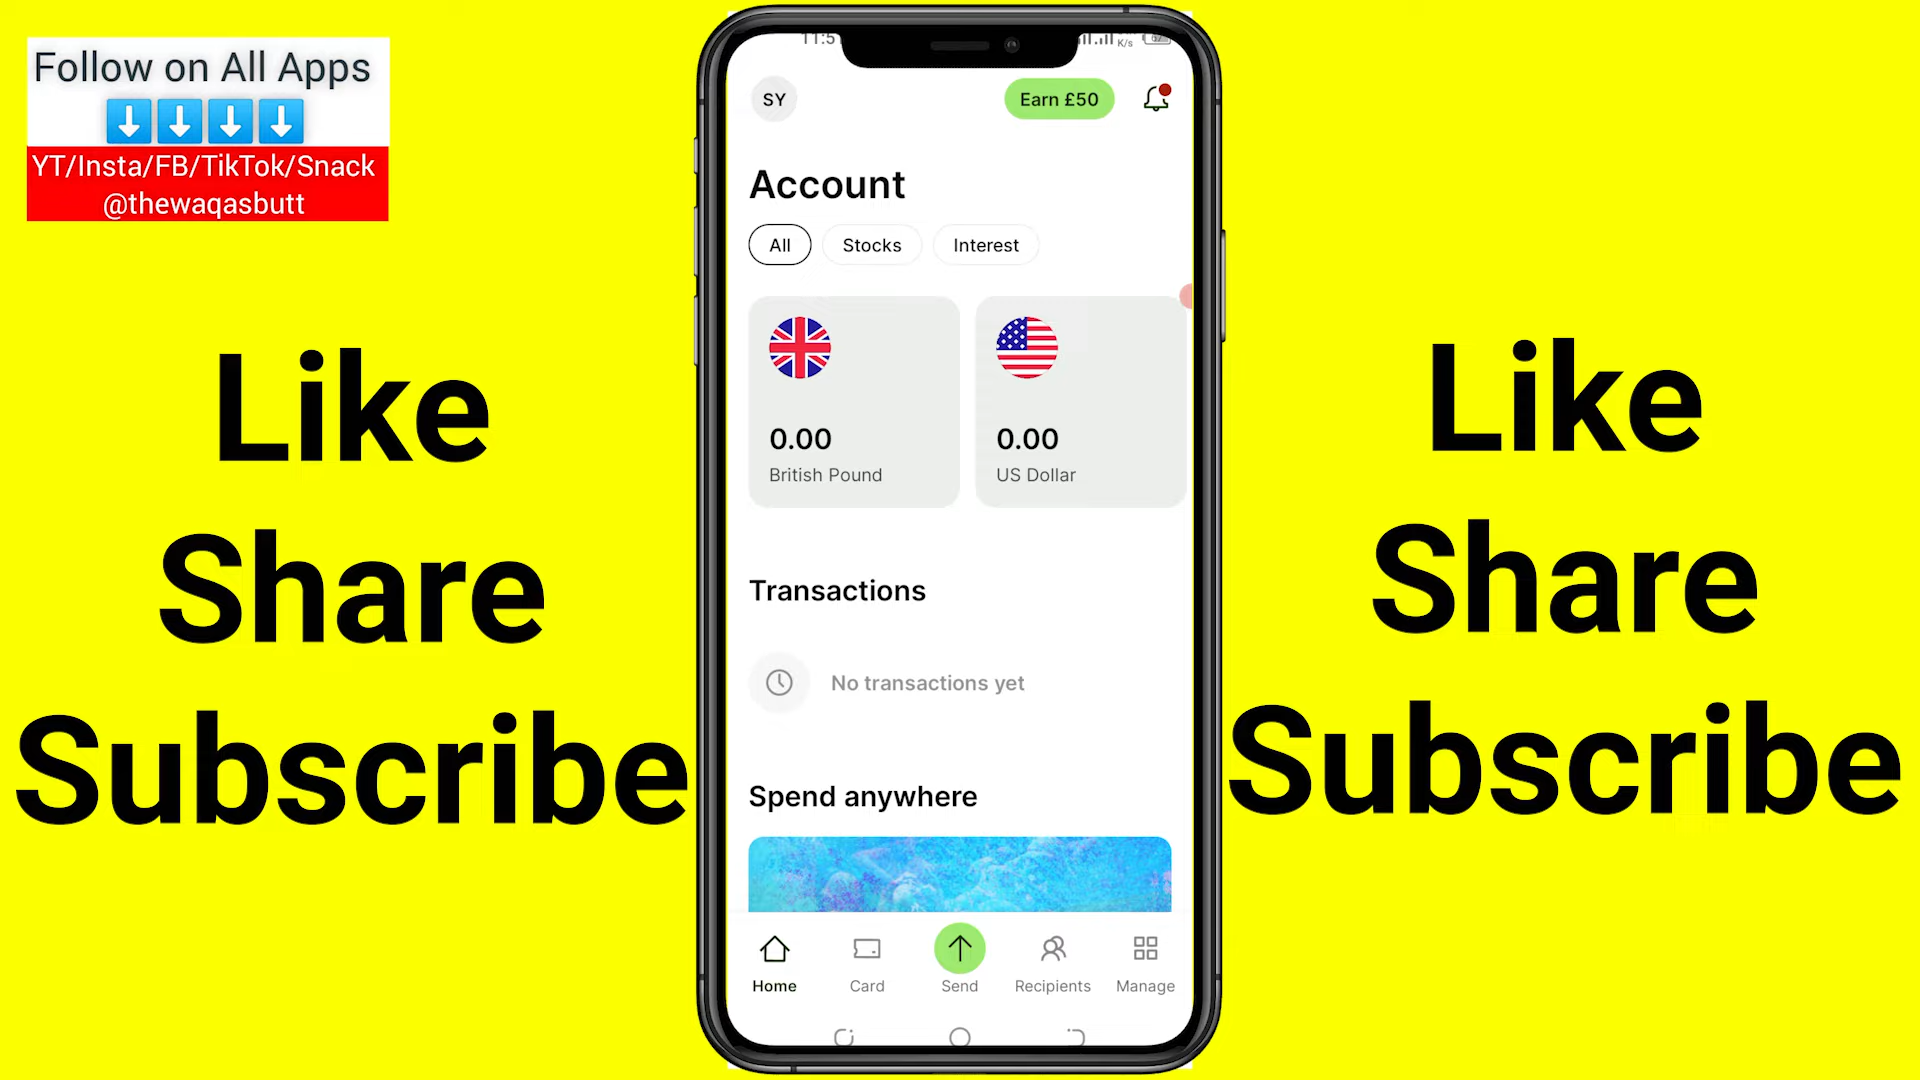 Follow on All Apps
YT/Insta/FB/TikTok/Snack
@thewaqasbutt
Like
Share
Subscribe
SY
Earn £50
Account
All Stocks Interest
0.00 0.00
British Pound US Dollar
Transactions
No transactions yet
Spend anywhere
Home Card Send Recipients Manage
Like
Share
Subscribe